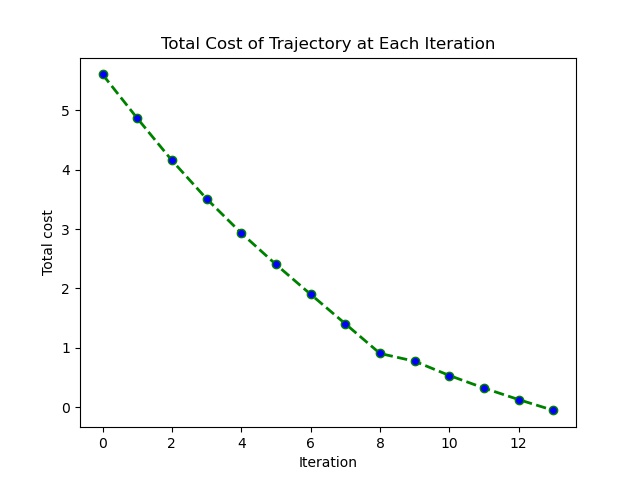 Total Cost of Trajectory at Each Iteration
5
4
3
2
1
0
Total cost
0 2 4 6 8 10 12
Iteration